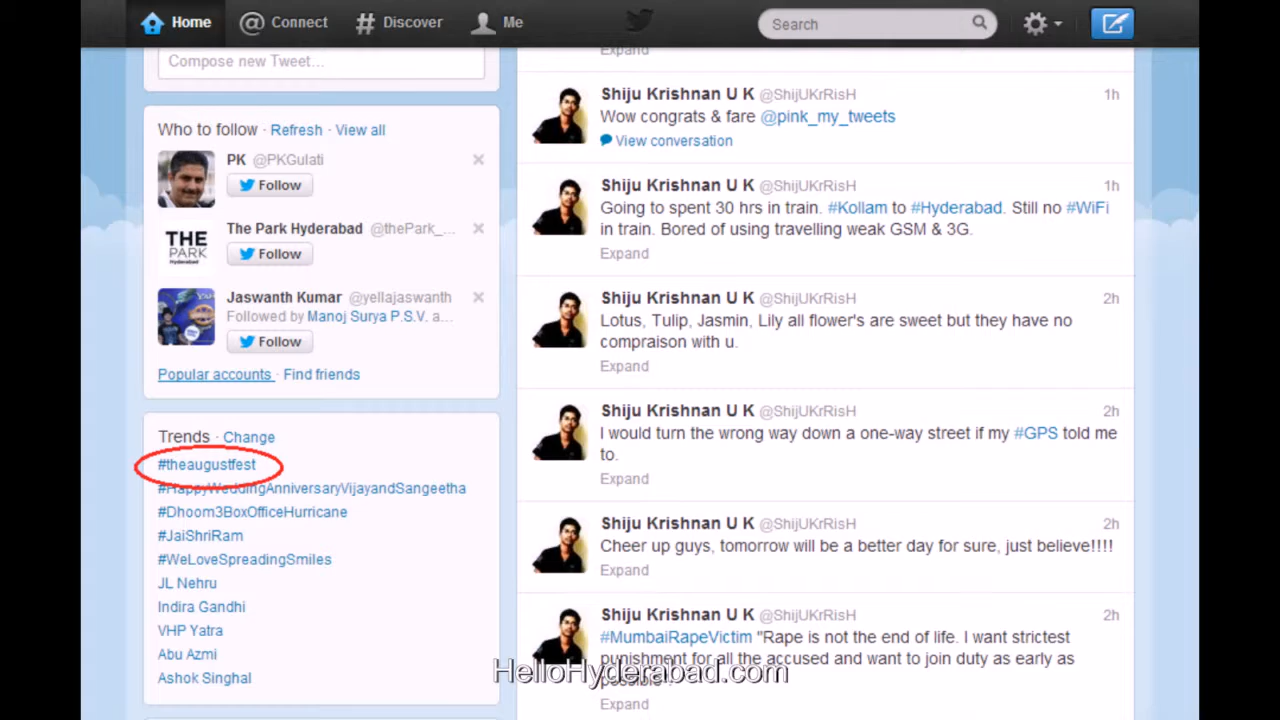 Home Connect Discover Me Search
Compose new Tweet...
Who to follow · Refresh · View all
PK @PKGulati
Follow
THE PARK Hyderabad
The Park Hyderabad @thePark_...
Follow
Jaswanth Kumar @yellajaswanth
Followed by Manoj Surya P.S.V. a...
Follow
Popular accounts · Find friends
Trends · Change
#theaugustfest
#HappyWeddingAnniversaryVijayandSangeetha
#Dhoom3BoxOfficeHurricane
#JaiShriRam
#WeLoveSpreadingSmiles
JL Nehru
Indira Gandhi
VHP Yatra
Abu Azmi
Ashok Singhal
Expand
Shiju Krishnan U K @ShijUKrRisH 1h
Wow congrats & fare @pink_my_tweets
View conversation
Shiju Krishnan U K @ShijUKrRisH 1h
Going to spent 30 hrs in train. #Kollam to #Hyderabad. Still no #WiFi
in train. Bored of using travelling weak GSM & 3G.
Expand
Shiju Krishnan U K @ShijUKrRisH 2h
Lotus, Tulip, Jasmin, Lily all flower's are sweet but they have no
compraison with u.
Expand
Shiju Krishnan U K @ShijUKrRisH 2h
I would turn the wrong way down a one-way street if my #GPS told me
to.
Expand
Shiju Krishnan U K @ShijUKrRisH 2h
Cheer up guys, tomorrow will be a better day for sure, just believe!!!!
Expand
Shiju Krishnan U K @ShijUKrRisH 2h
#MumbaiRapeVictim "Rape is not the end of life. I want strictest
punishment for all the accused and want to join duty as early as
possible
Expand
HelloHyderabad.com